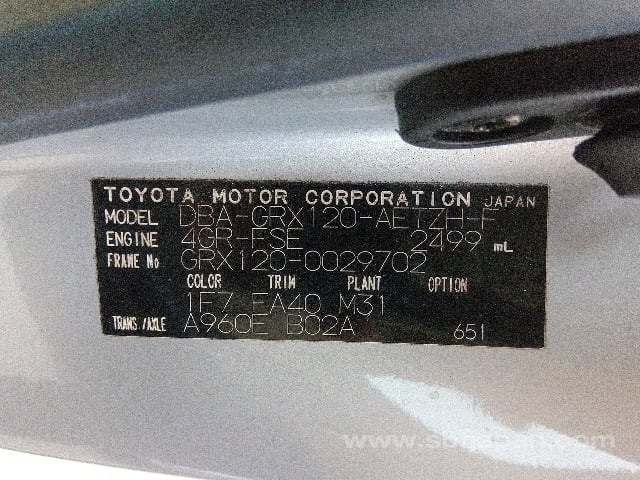 TOYOTA MOTOR CORPORATION JAPAN
MODEL DBA-GRX120-AETZH-F
ENGINE 4GR-FSE 2499 mL
FRAME No GRX120-0029702
COLOR TRIM PLANT OPTION
1E7 FA40 M31
TRANS./AXLE A960E B02A 651